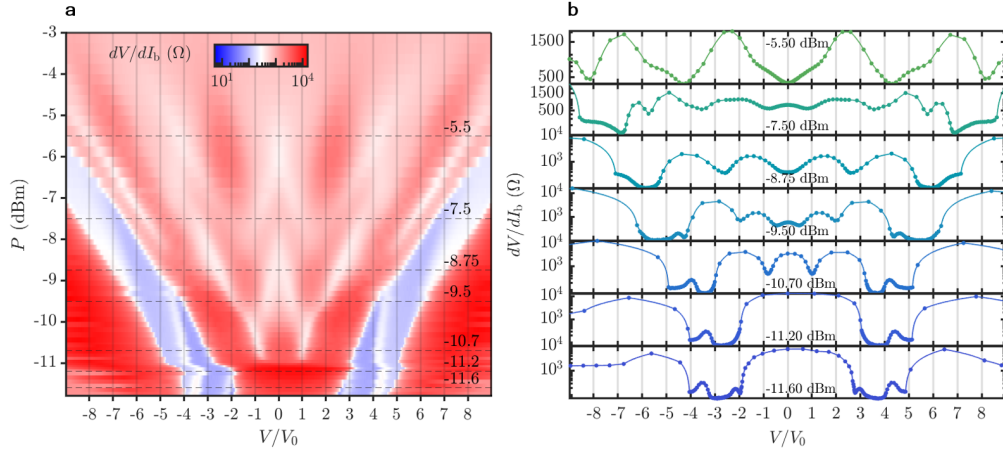 a
b
dV/dI_b (Ω)
10^1
10^4
-3
-4
-5
-6
-7
-8
-9
-10
-11
P (dBm)
-5.5
-7.5
-8.75
-9.5
-10.7
-11.2
-11.6
-8 -7 -6 -5 -4 -3 -2 -1 0 1 2 3 4 5 6 7 8
V/V_0
dV/dI_b (Ω)
1500
500
-5.50 dBm
1500
500
-7.50 dBm
10^4
10^3
-8.75 dBm
10^4
10^3
-9.50 dBm
10^4
10^3
-10.70 dBm
10^4
10^3
-11.20 dBm
10^4
10^3
-11.60 dBm
-8 -7 -6 -5 -4 -3 -2 -1 0 1 2 3 4 5 6 7 8
V/V_0